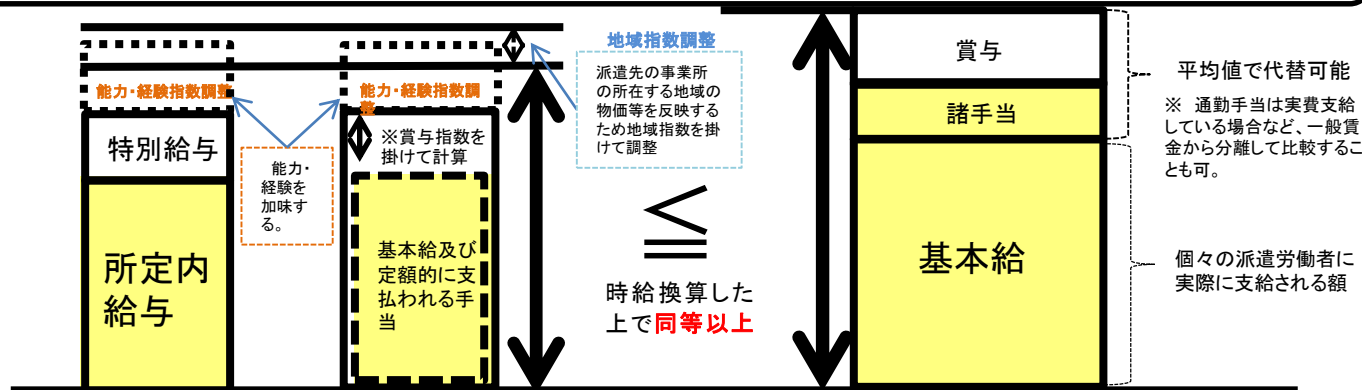 能力・経験指数調整
特別給与
所定内
給与
能力・
経験を
加味す
る。
能力・経験指数調
整
※賞与指数を
掛けて計算
基本給及び
定額的に支
払われる手
当
地域指数調整
派遣先の事業所
の所在する地域の
物価等を反映する
ため地域指数を掛
けて調整
≦
時給換算した
上で同等以上
賞与
諸手当
基本給
平均値で代替可能
※ 通勤手当は実費支給
している場合など、一般賃
金から分離して比較するこ
とも可。
個々の派遣労働者に
実際に支給される額